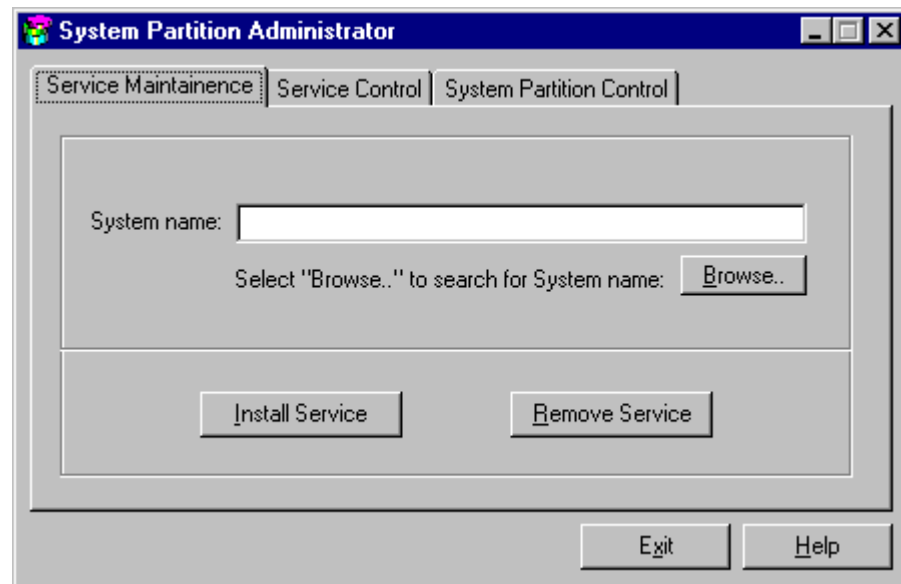 System Partition Administrator
Service Maintainence Service Control System Partition Control
System name:
Select "Browse.." to search for System name: Browse..
Install Service Remove Service
Exit Help